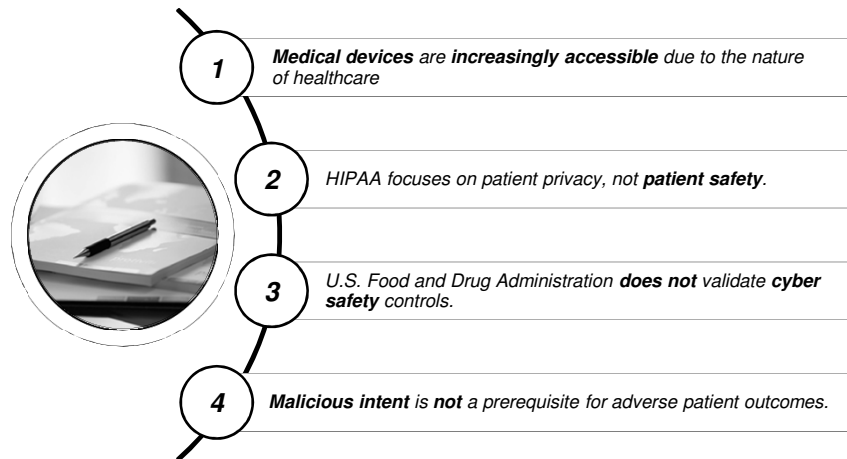 1
Medical devices are increasingly accessible due to the nature
of healthcare
2
HIPAA focuses on patient privacy, not patient safety.
3
U.S. Food and Drug Administration does not validate cyber
safety controls.
4
Malicious intent is not a prerequisite for adverse patient outcomes.